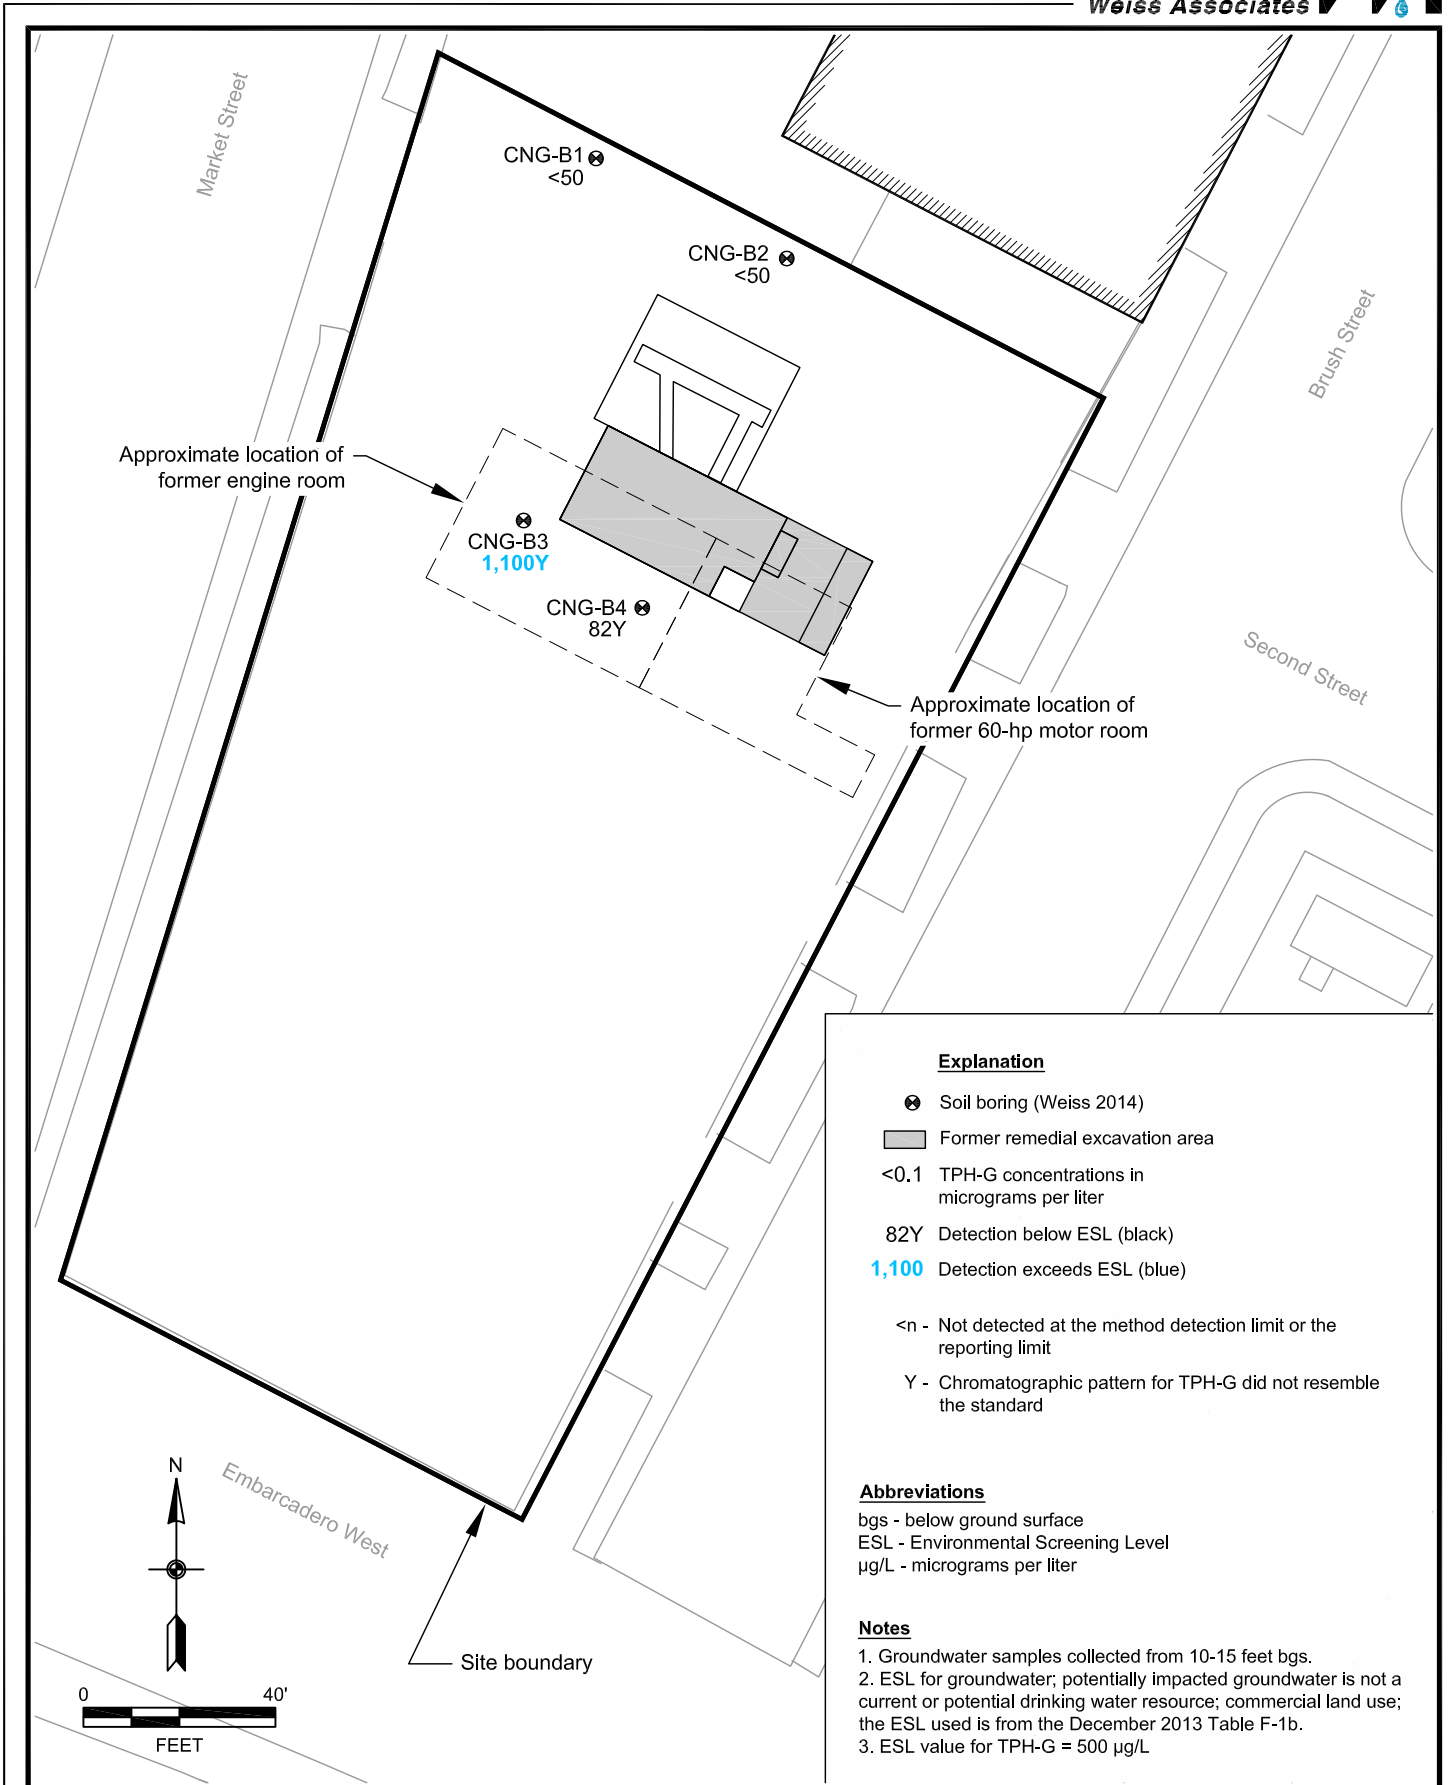 Weiss Associates
Market Street
CNG-B1
<50
CNG-B2
<50
Brush Street
Approximate location of
former engine room
CNG-B3
1,100Y
CNG-B4
82Y
Second Street
Approximate location of
former 60-hp motor room
Explanation
Soil boring (Weiss 2014)
Former remedial excavation area
<0.1 TPH-G concentrations in
micrograms per liter
82Y Detection below ESL (black)
1,100 Detection exceeds ESL (blue)
<n - Not detected at the method detection limit or the
reporting limit
Y - Chromatographic pattern for TPH-G did not resemble
the standard
Abbreviations
bgs - below ground surface
ESL - Environmental Screening Level
µg/L - micrograms per liter
Notes
1. Groundwater samples collected from 10-15 feet bgs.
2. ESL for groundwater; potentially impacted groundwater is not a
current or potential drinking water resource; commercial land use;
the ESL used is from the December 2013 Table F-1b.
3. ESL value for TPH-G = 500 µg/L
N
Embarcadero West
Site boundary
0 40'
FEET